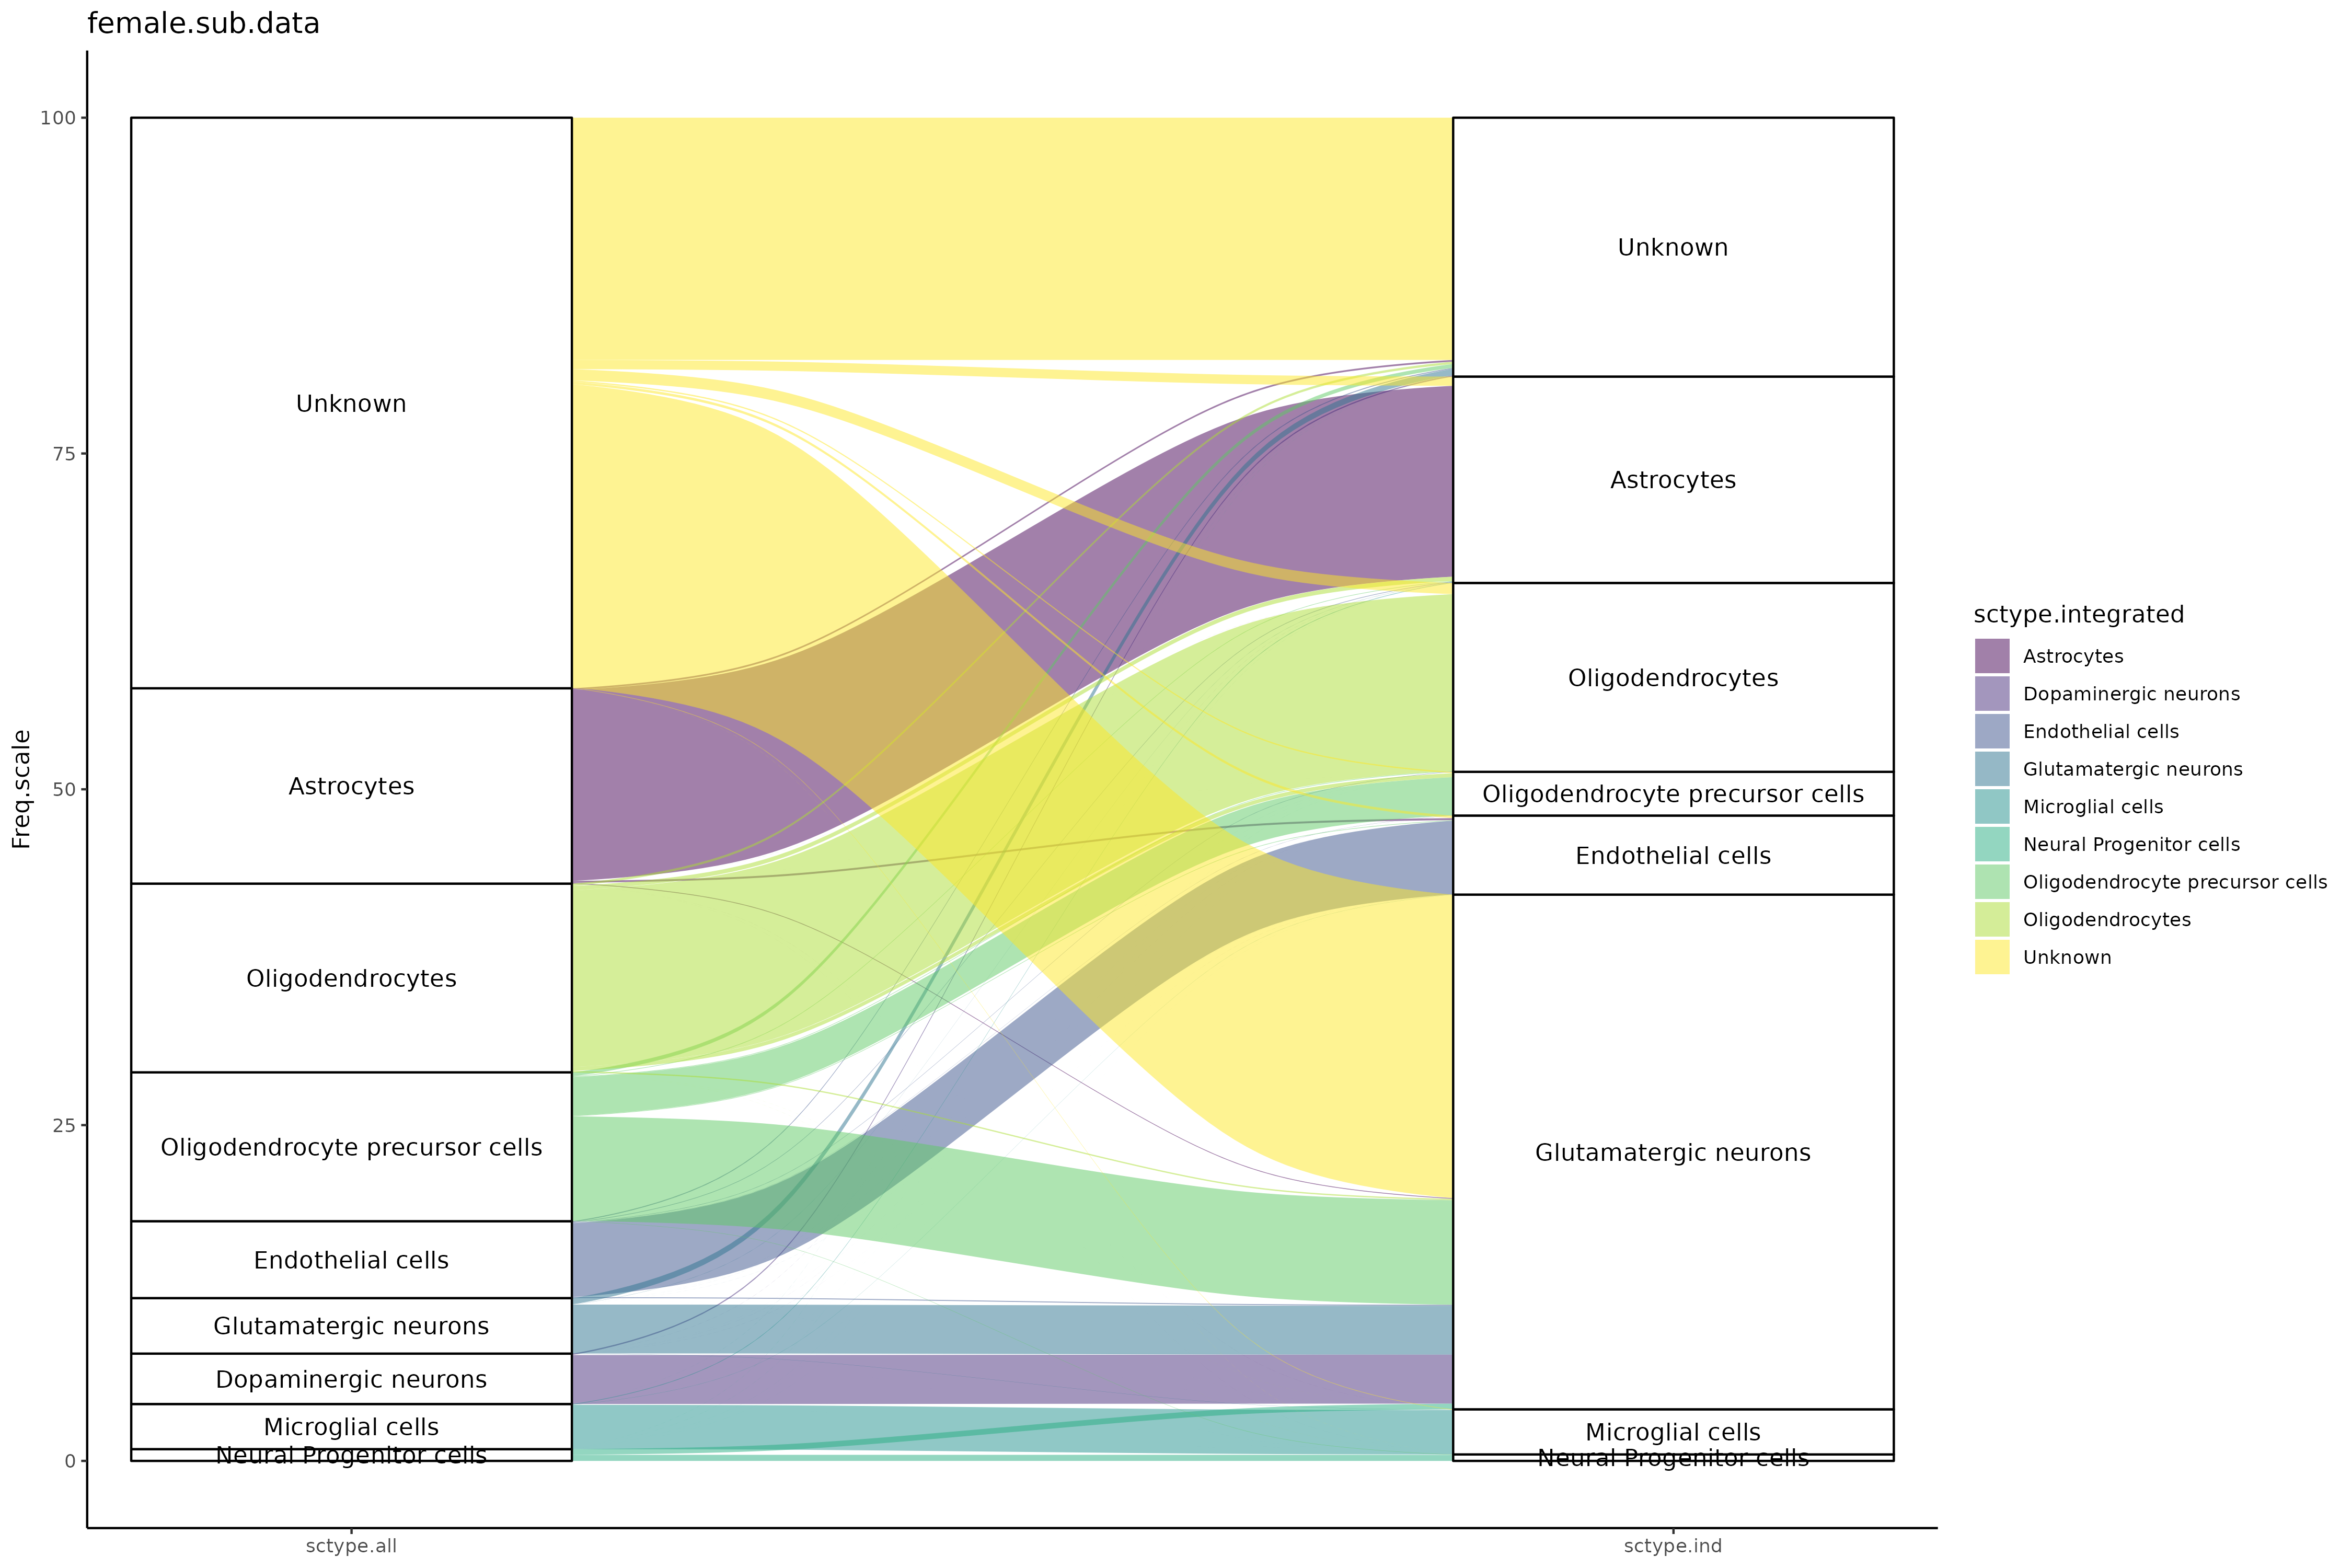 female.sub.data
Freq.scale
100
75
50
25
0
Unknown
Astrocytes
Oligodendrocytes
Oligodendrocyte precursor cells
Endothelial cells
Glutamatergic neurons
Dopaminergic neurons
Microglial cells
Neural Progenitor cells
Unknown
Astrocytes
Oligodendrocytes
Oligodendrocyte precursor cells
Endothelial cells
Glutamatergic neurons
Microglial cells
Neural Progenitor cells
sctype.all
sctype.ind
sctype.integrated
Astrocytes
Dopaminergic neurons
Endothelial cells
Glutamatergic neurons
Microglial cells
Neural Progenitor cells
Oligodendrocyte precursor cells
Oligodendrocytes
Unknown